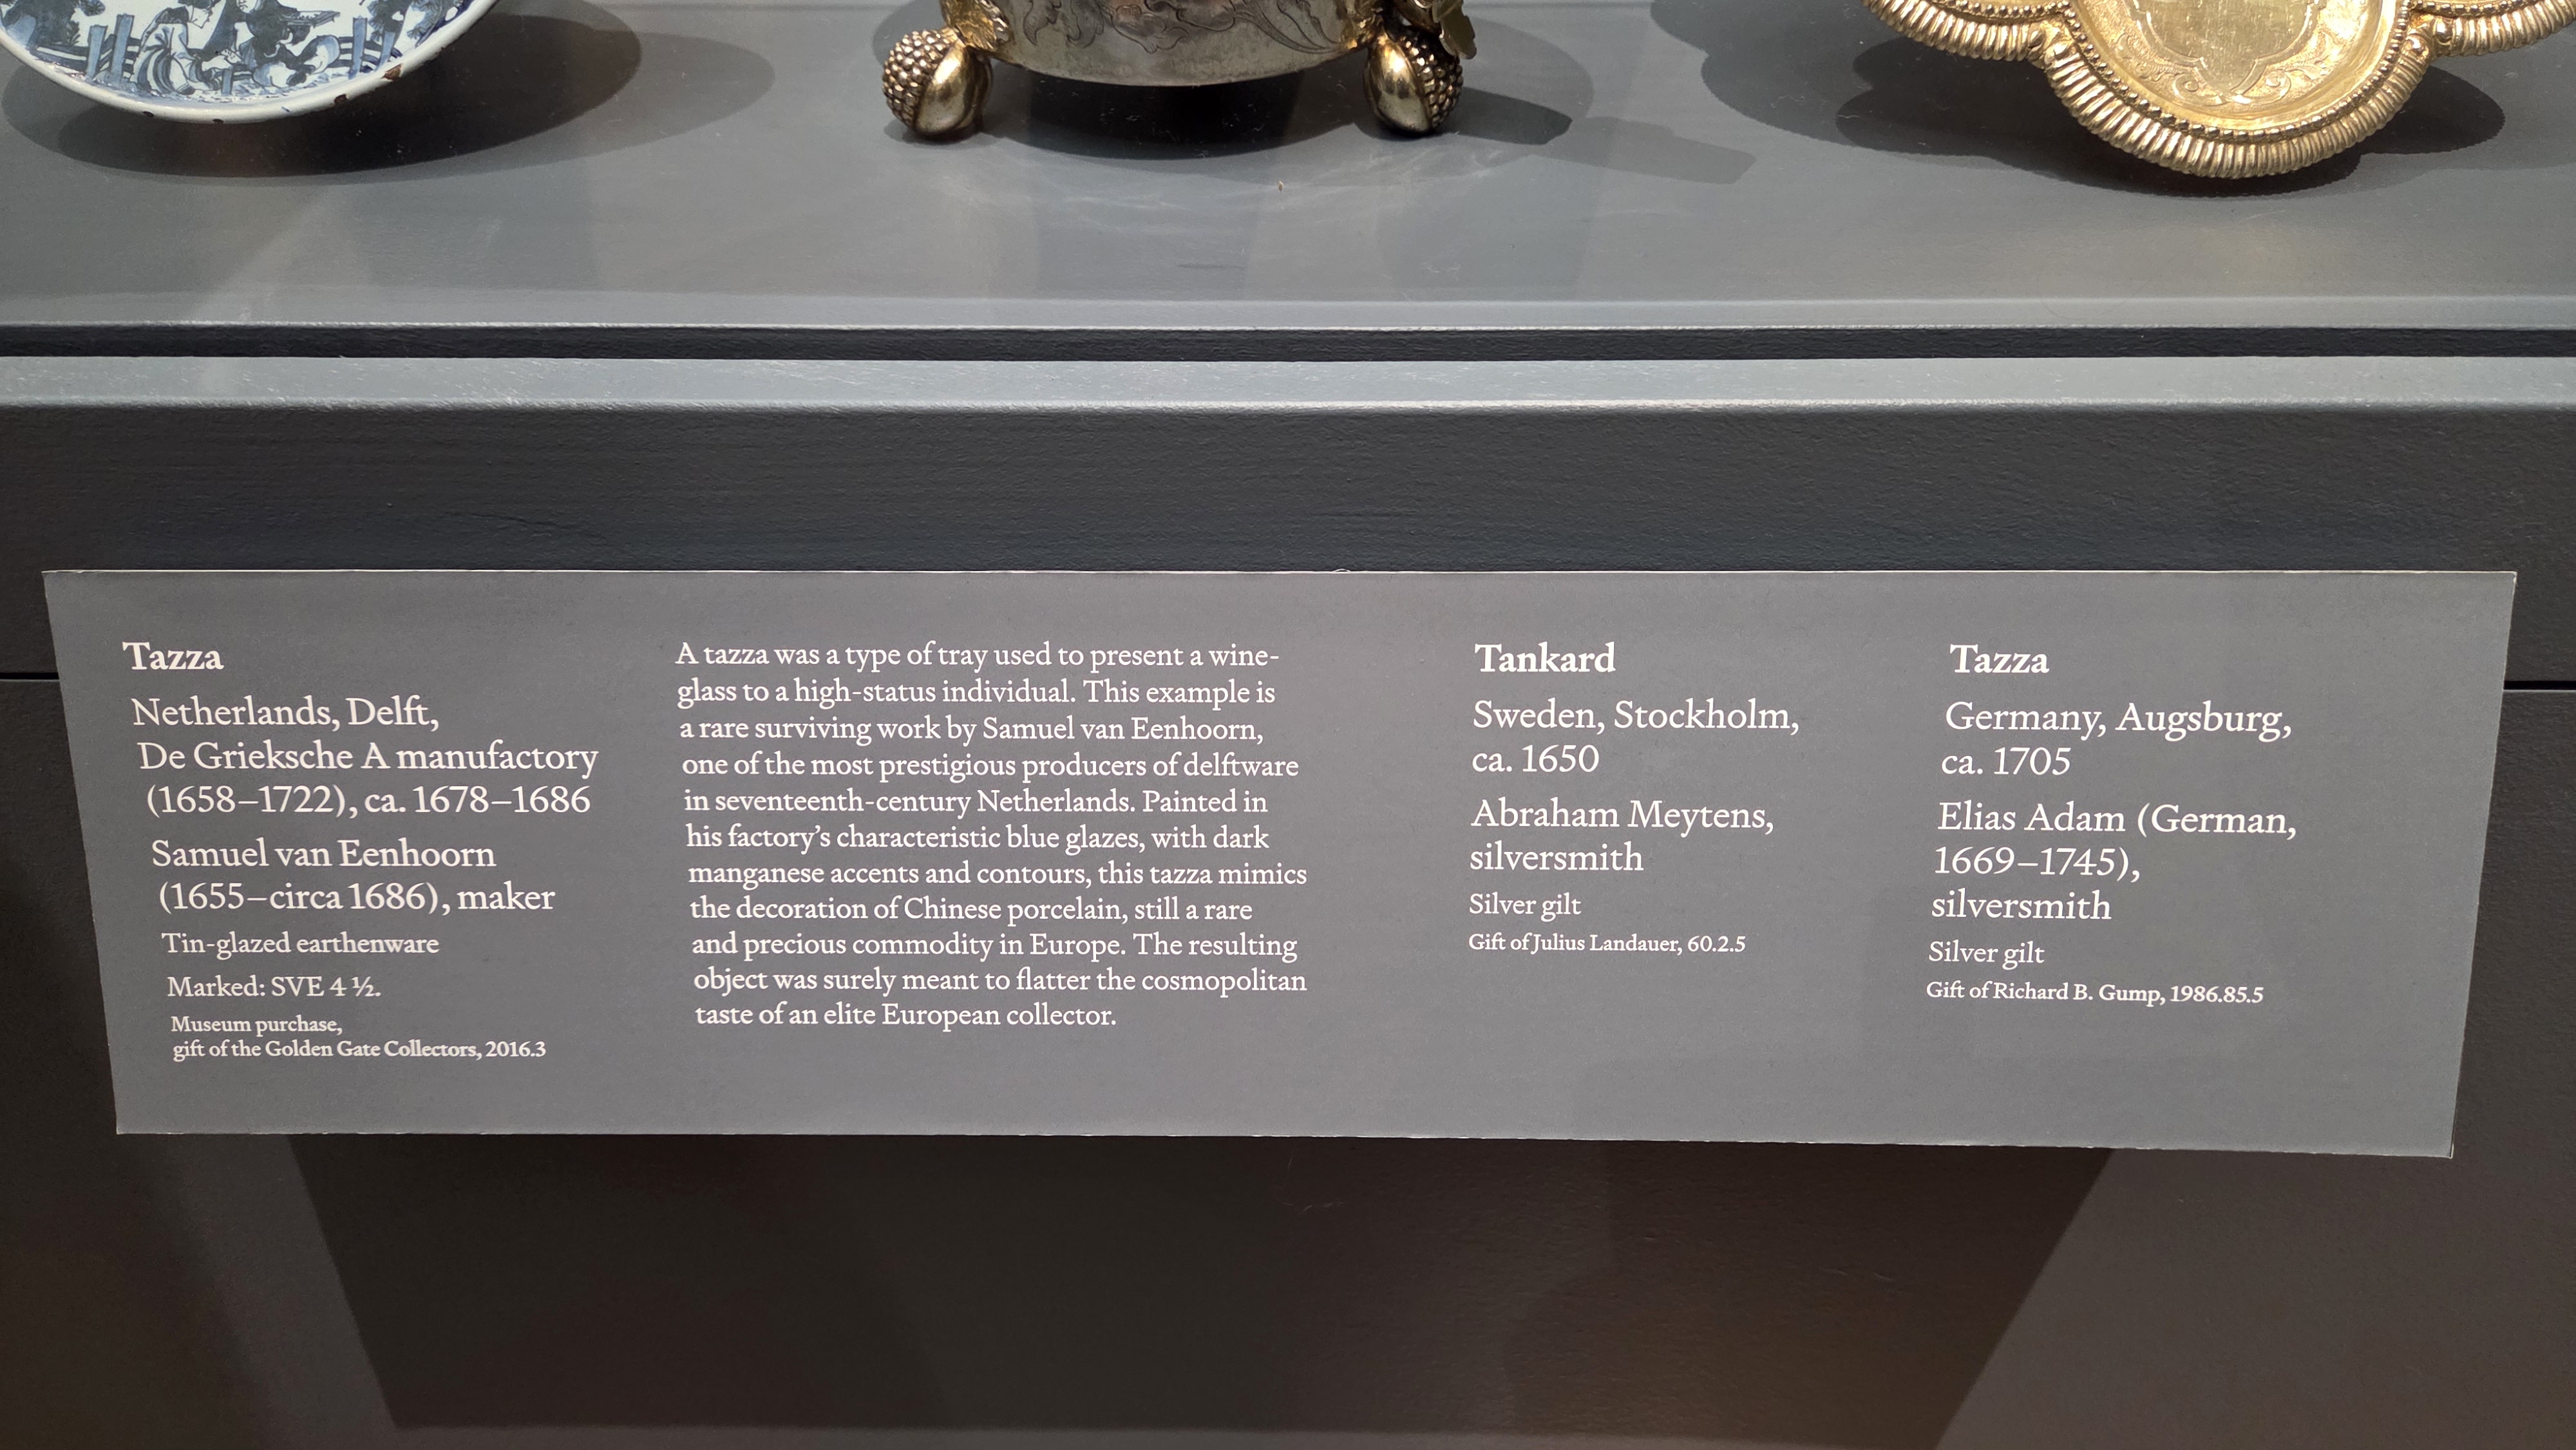 Tazza
Netherlands, Delft,
De Grieksche A manufactory
(1658–1722), ca. 1678–1686
Samuel van Eenhoorn
(1655–circa 1686), maker
Tin-glazed earthenware
Marked: SVE 4 ½.
Museum purchase,
gift of the Golden Gate Collectors, 2016.3
A tazza was a type of tray used to present a wine-
glass to a high-status individual. This example is
a rare surviving work by Samuel van Eenhoorn,
one of the most prestigious producers of delftware
in seventeenth-century Netherlands. Painted in
his factory’s characteristic blue glazes, with dark
manganese accents and contours, this tazza mimics
the decoration of Chinese porcelain, still a rare
and precious commodity in Europe. The resulting
object was surely meant to flatter the cosmopolitan
taste of an elite European collector.
Tankard
Sweden, Stockholm,
ca. 1650
Abraham Meytens,
silversmith
Silver gilt
Gift of Julius Landauer, 60.2.5
Tazza
Germany, Augsburg,
ca. 1705
Elias Adam (German,
1669–1745),
silversmith
Silver gilt
Gift of Richard B. Gump, 1986.85.5